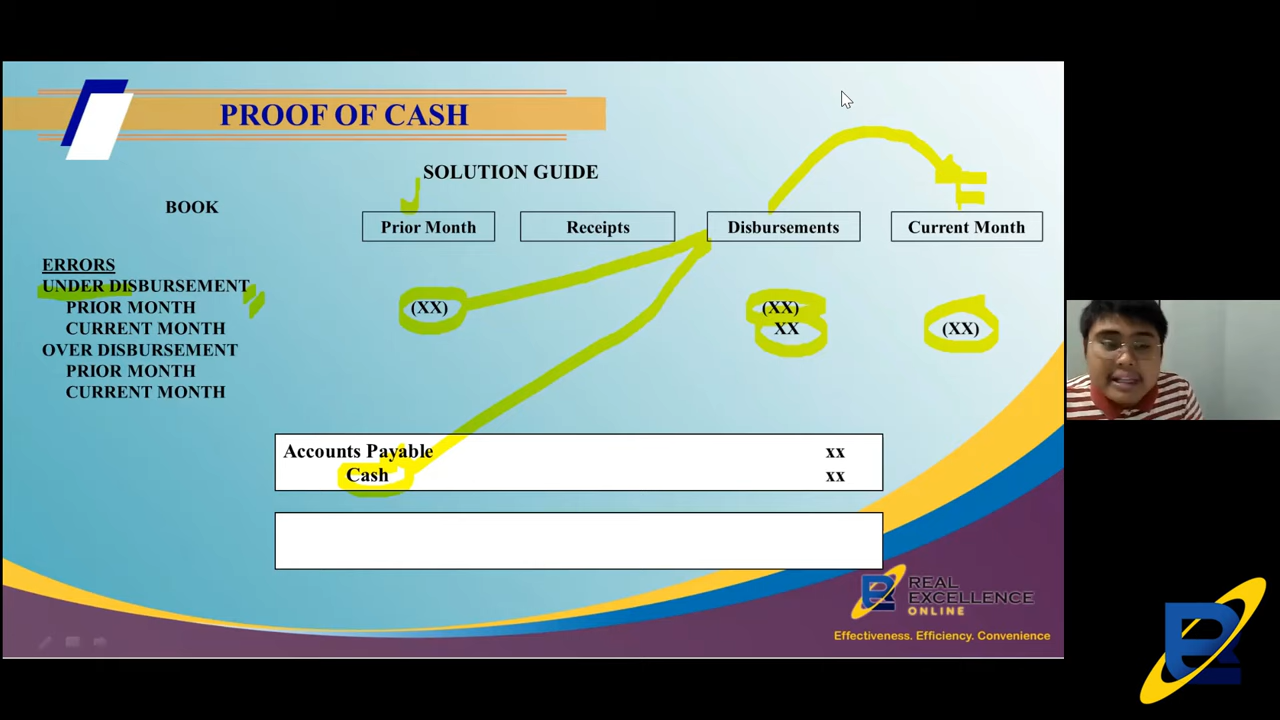 PROOF OF CASH
SOLUTION GUIDE
BOOK
Prior Month Receipts Disbursements Current Month
ERRORS
UNDER DISBURSEMENT
PRIOR MONTH (XX) (XX)
CURRENT MONTH XX (XX)
OVER DISBURSEMENT
PRIOR MONTH
CURRENT MONTH
Accounts Payable xx
Cash xx
REAL
EXCELLENCE
ONLINE
Effectiveness. Efficiency. Convenience